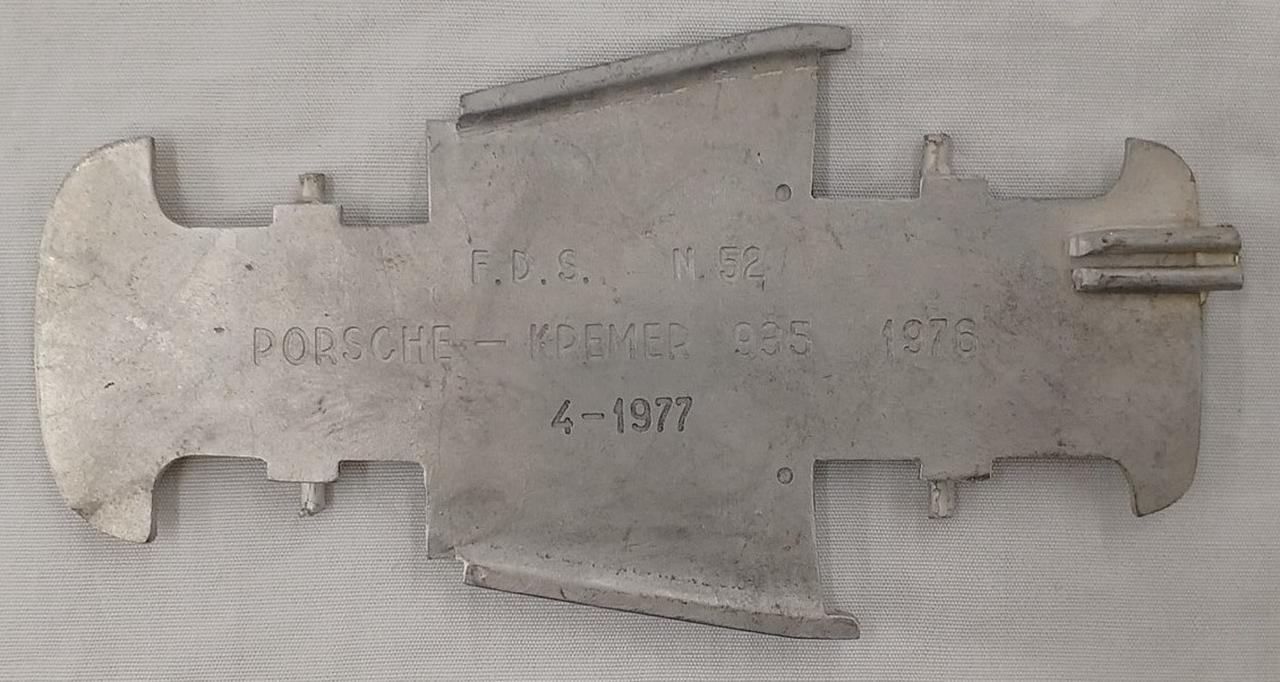 F.D.S. N.52
PORSCHE - KREMER 935 1976
4-1977